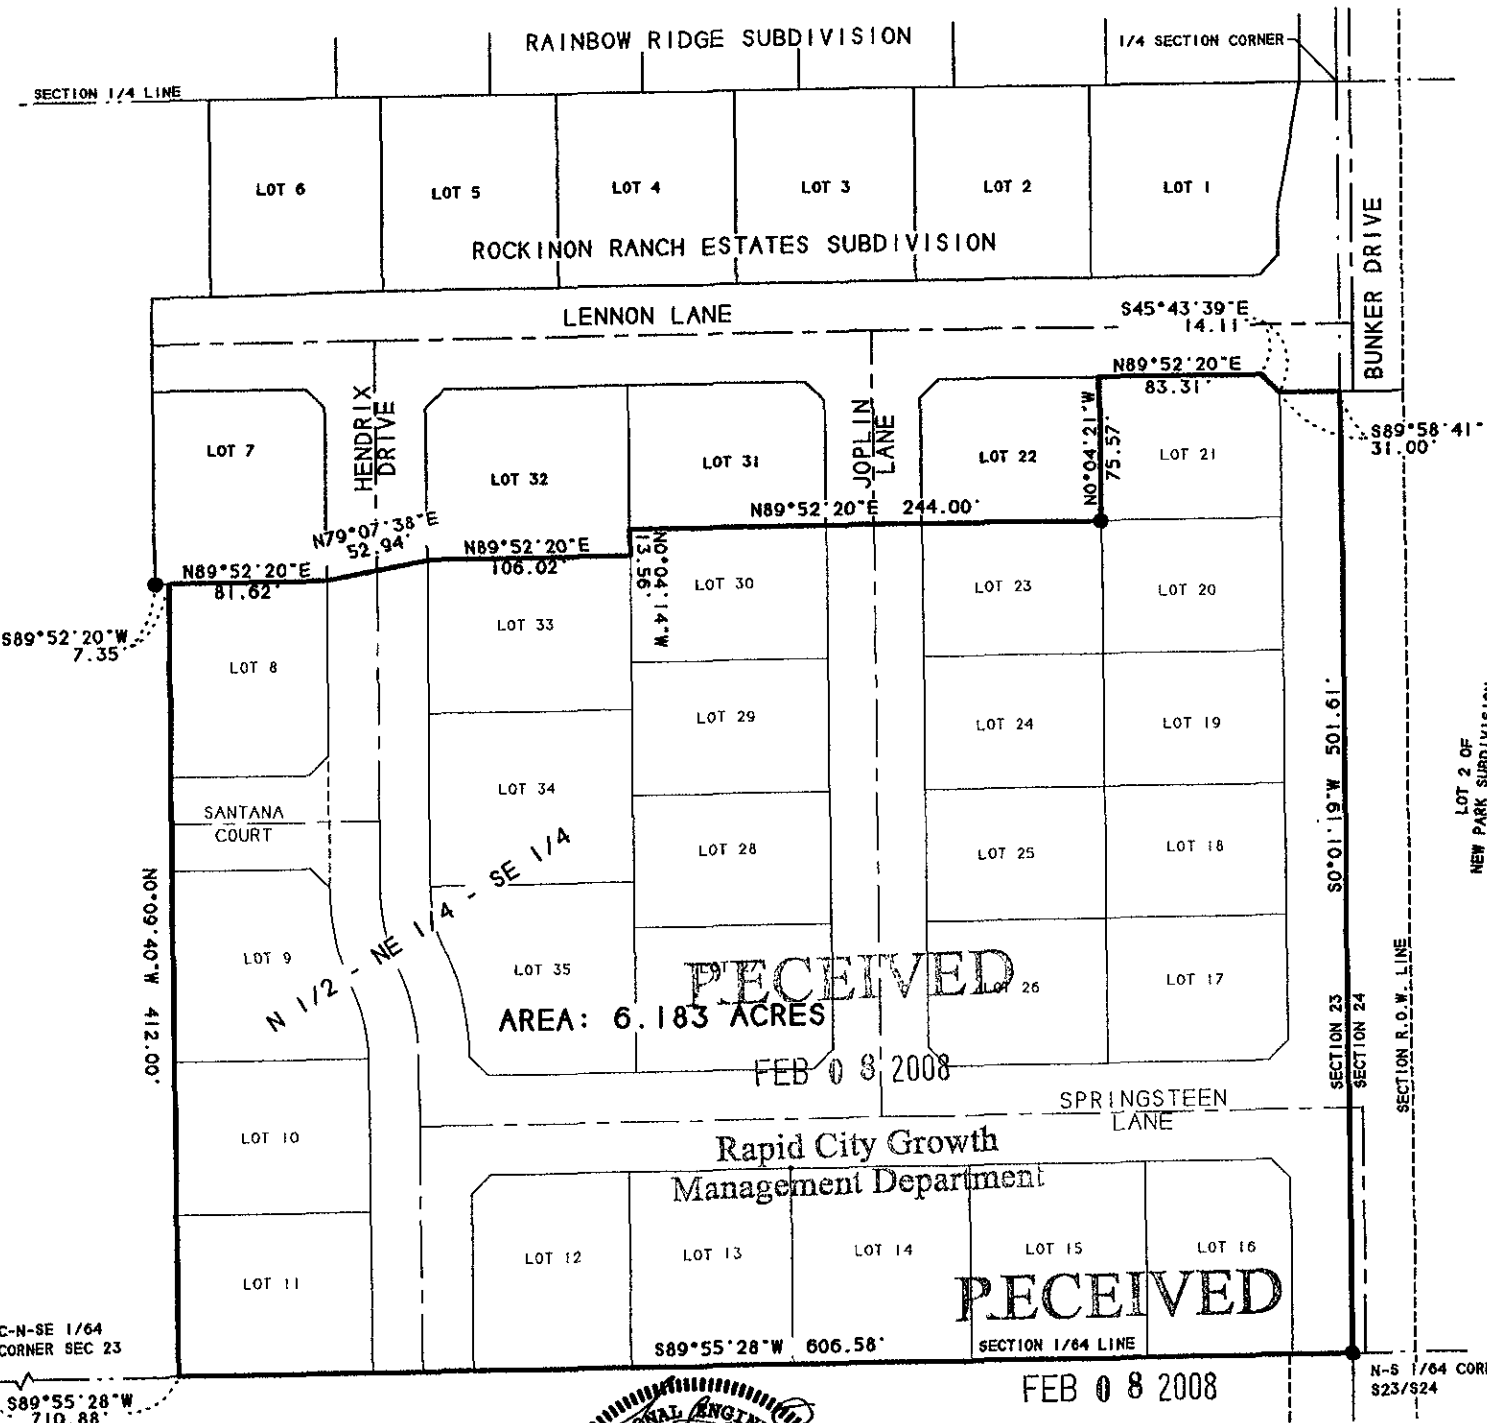 RAINBOW RIDGE SUBDIVISION
1/4 SECTION CORNER
SECTION 1/4 LINE
LOT 6
LOT 5
LOT 4
LOT 3
LOT 2
LOT 1
ROCKINON RANCH ESTATES SUBDIVISION
BUNKER DRIVE
LENNON LANE
S45°43'39"E
14.11'
N89°52'20"E
83.31'
S89°58'41"
31.00'
HENDRIX
DRIVE
JOPLIN
LANE
N0°04'21"W
75.57'
LOT 7
LOT 32
LOT 31
LOT 22
LOT 21
N89°52'20"E 244.00'
N79°07'38"E
52.94'
N89°52'20"E
106.02'
N0°04'14"W
13.56'
N89°52'20"E
81.62'
S89°52'20"W
7.35'
LOT 30
LOT 23
LOT 20
LOT 33
LOT 8
LOT 29
LOT 24
LOT 19
S0°01'19"W 501.61'
LOT 2 OF
NEW PARK SUBDIVISION
LOT 34
SANTANA
COURT
LOT 28
LOT 25
LOT 18
N 1/2 - NE 1/4 - SE 1/4
N0°09'40"W 412.00'
LOT 9
LOT 35
LOT 27
LOT 26
LOT 17
RECEIVED
AREA: 6.183 ACRES
FEB 08 2008
SECTION 23
SECTION 24
SECTION R.O.W. LINE
SPRINGSTEEN
LANE
LOT 10
Rapid City Growth
Management Department
LOT 11
LOT 12
LOT 13
LOT 14
LOT 15
LOT 16
RECEIVED
C-N-SE 1/64
CORNER SEC 23
S89°55'28"W 606.58'
SECTION 1/64 LINE
FEB 08 2008
N-S 1/64 COR
S23/S24
S89°55'28"W
710.88'